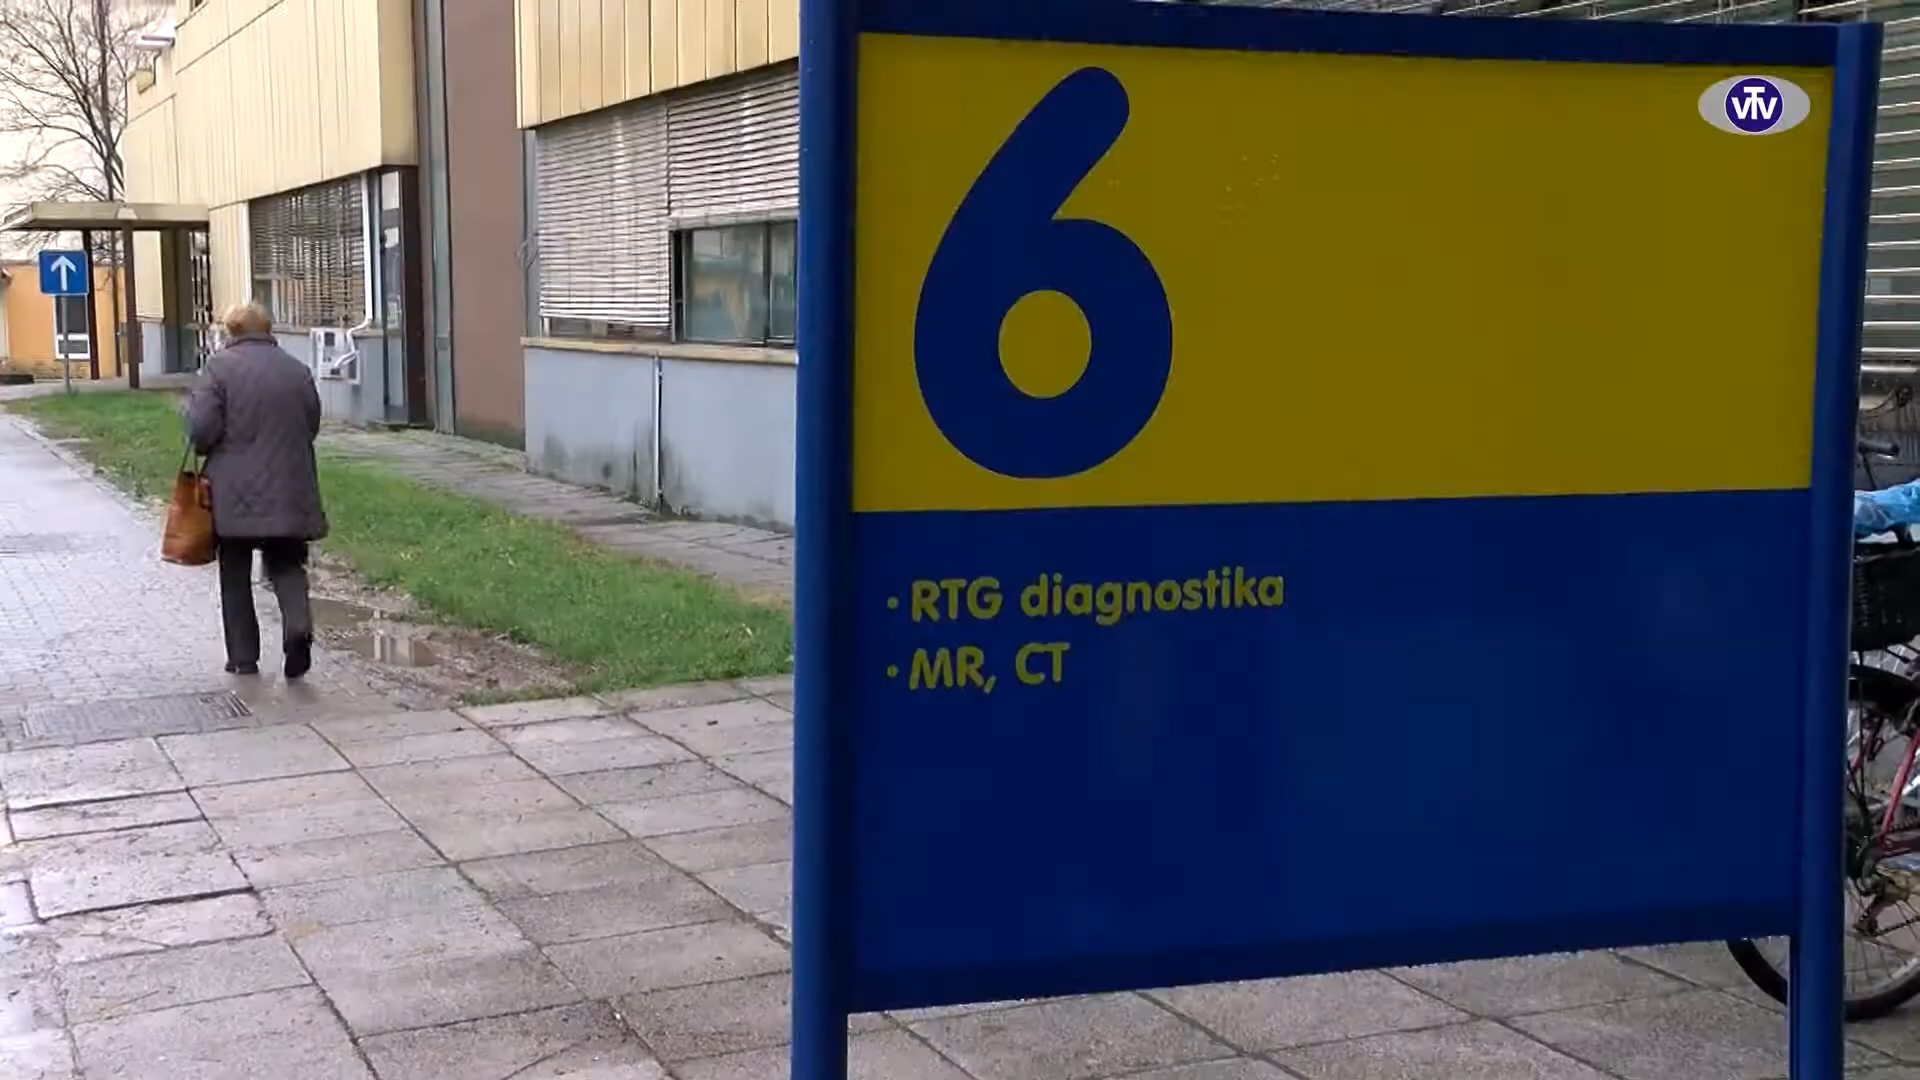 VTV
6
• RTG diagnostika
• MR, CT